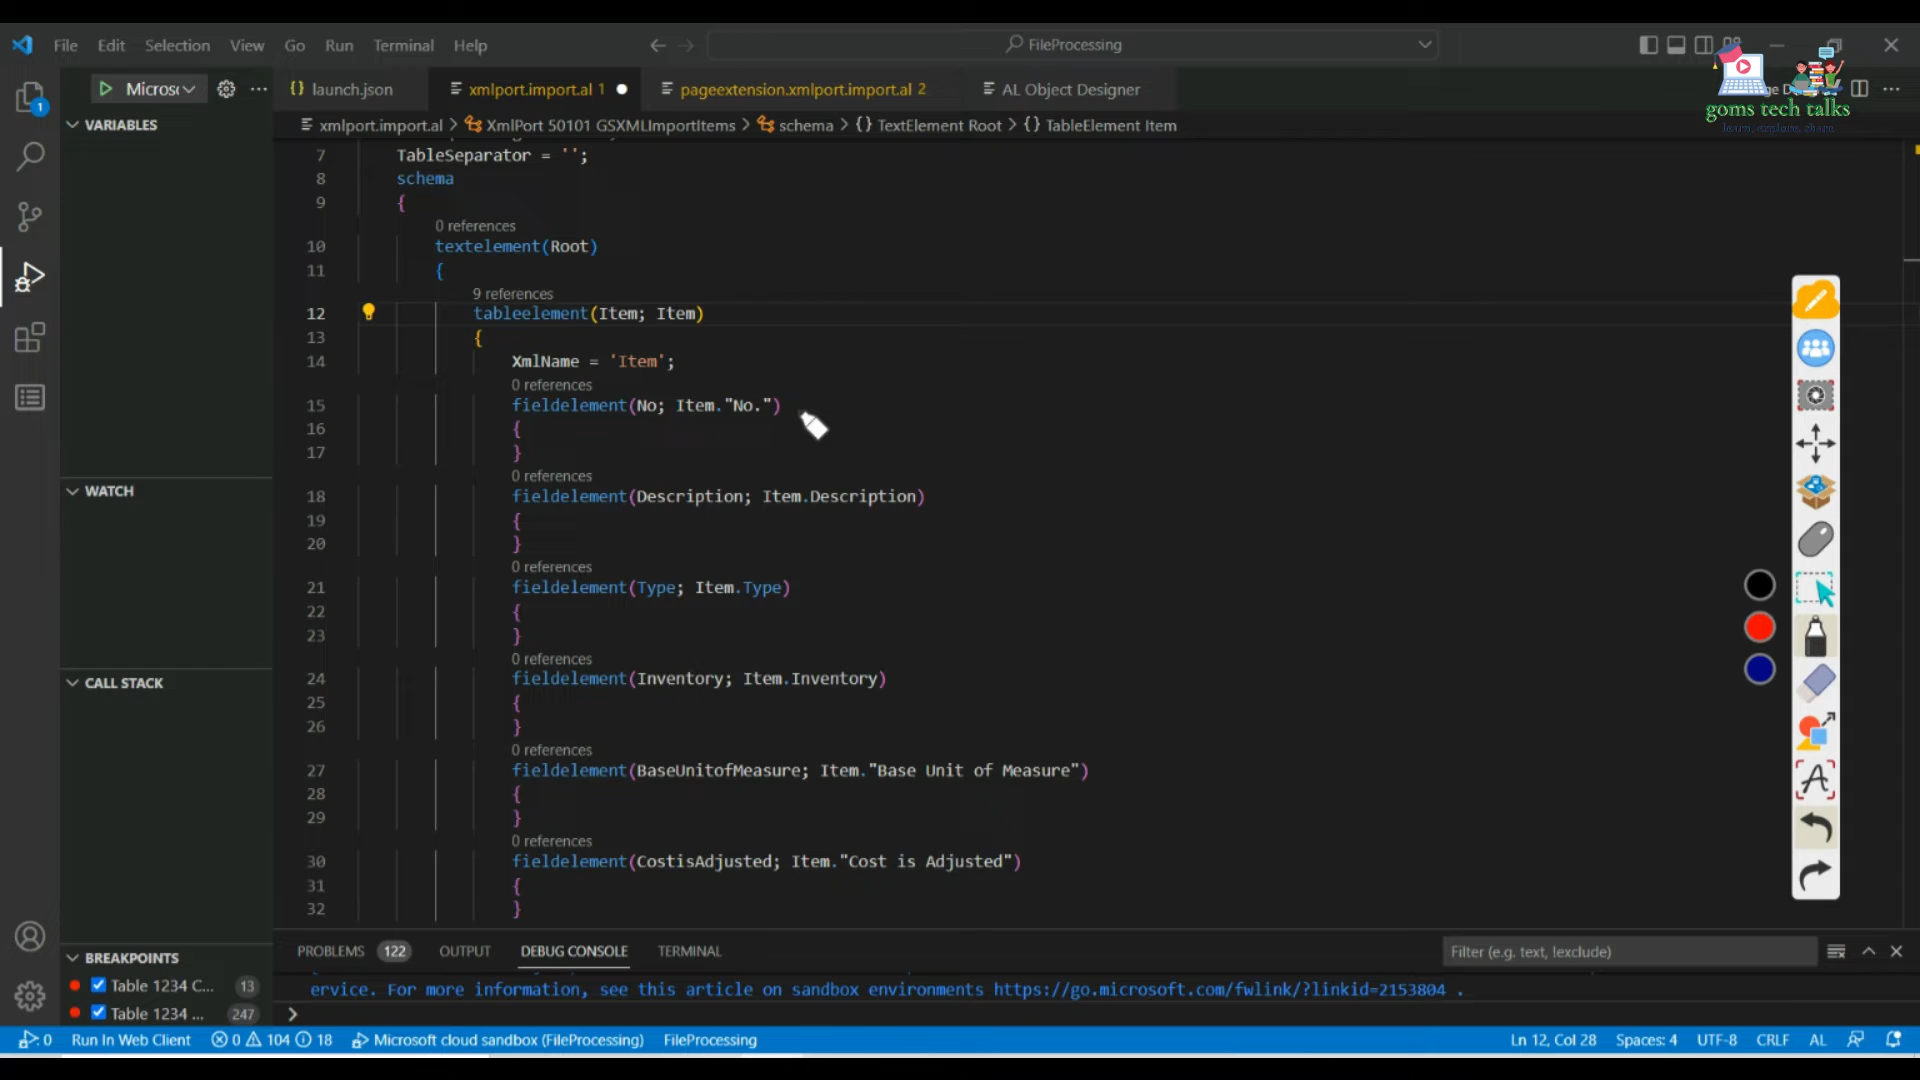 File Edit Selection View Go Run Terminal Help
FileProcessing
Micros
launch.json
xmlport.import.al 1
pageextension.xmlport.import.al 2
AL Object Designer
goms tech talks
learn, explore, share
VARIABLES
xmlport.import.al > XmlPort 50101 GSXMLImportItems > schema > {} TextElement Root > {} TableElement Item
7 TableSeparator = '';
8 schema
9 {
0 references
10 textelement(Root)
11 {
9 references
12 tableelement(Item; Item)
13 {
14 XmlName = 'Item';
0 references
15 fieldelement(No; Item."No.")
16 {
17 }
0 references
18 fieldelement(Description; Item.Description)
19 {
20 }
0 references
21 fieldelement(Type; Item.Type)
22 {
23 }
0 references
24 fieldelement(Inventory; Item.Inventory)
25 {
26 }
0 references
27 fieldelement(BaseUnitofMeasure; Item."Base Unit of Measure")
28 {
29 }
0 references
30 fieldelement(CostisAdjusted; Item."Cost is Adjusted")
31 {
32 }
WATCH
CALL STACK
BREAKPOINTS
Table 1234 C... 13
Table 1234 ... 247
PROBLEMS 122 OUTPUT DEBUG CONSOLE TERMINAL
Filter (e.g. text, !exclude)
ervice. For more information, see this article on sandbox environments https://go.microsoft.com/fwlink/?linkid=2153804 .
>
0 Run In Web Client 0 104 18 Microsoft cloud sandbox (FileProcessing) FileProcessing
Ln 12, Col 28 Spaces: 4 UTF-8 CRLF AL